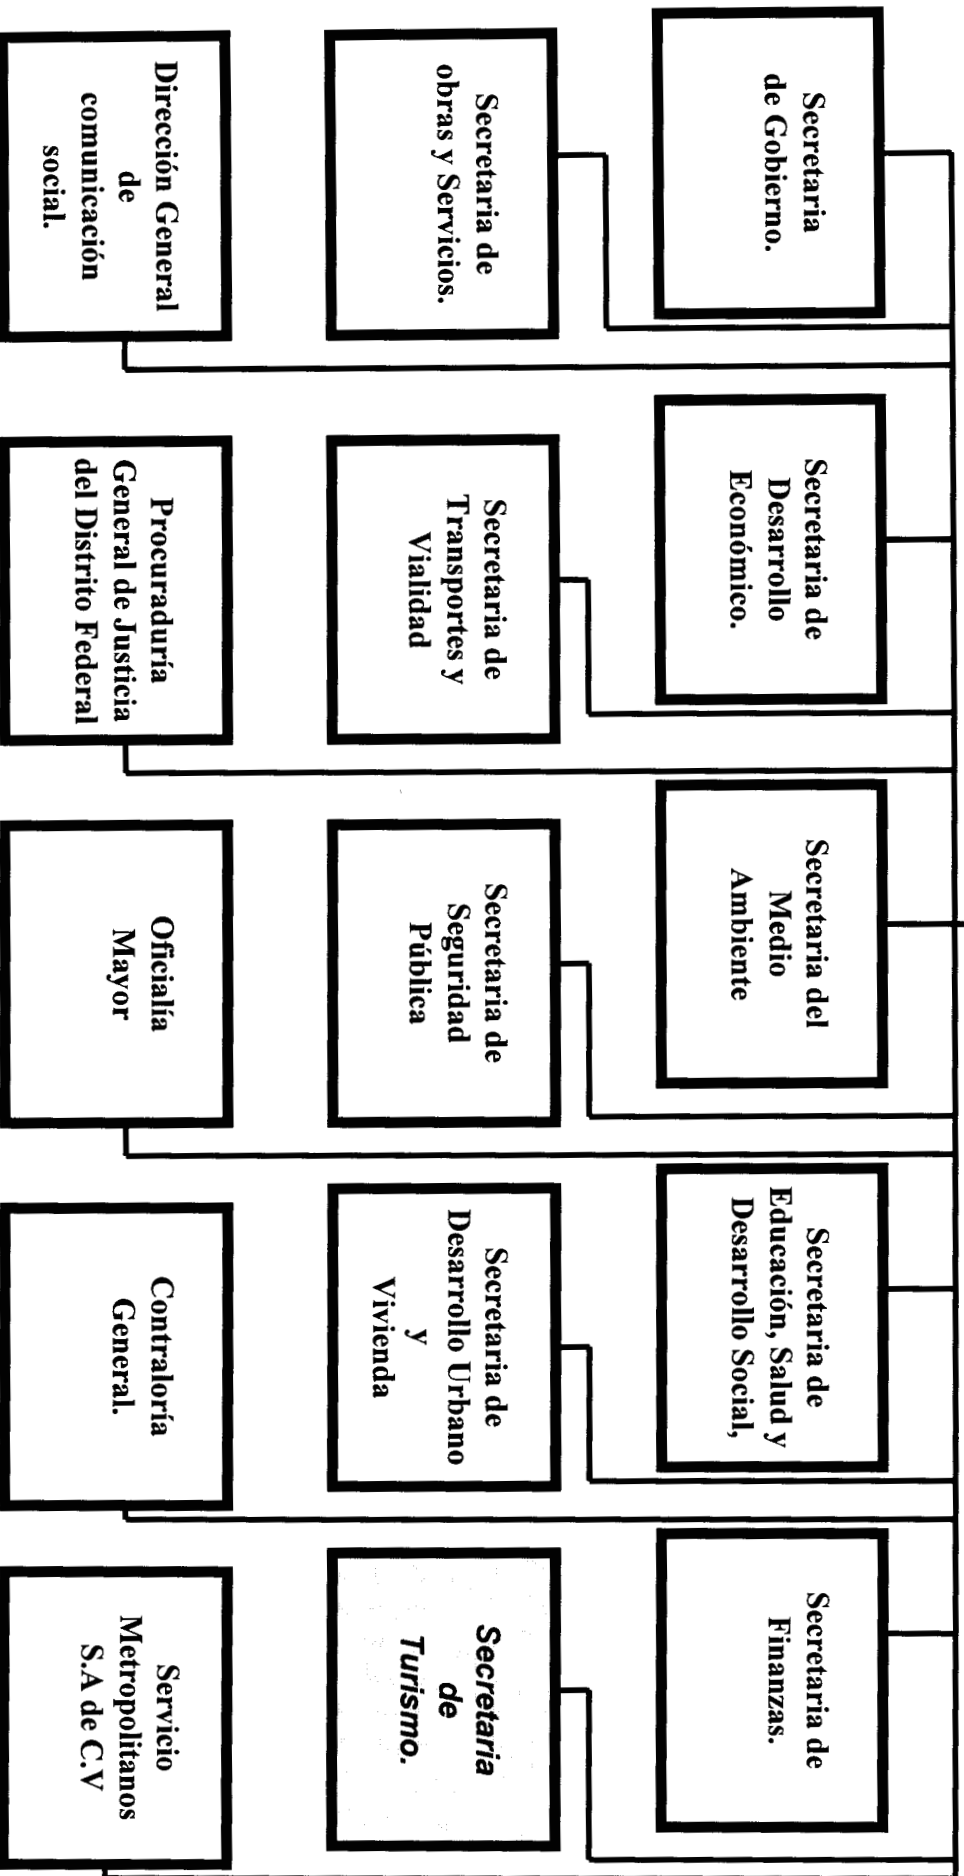 Secretaria
de Gobierno.
Secretaria de
Desarrollo
Económico.
Secretaria del
Medio
Ambiente
Secretaria de
Educación, Salud y
Desarrollo Social,
Secretaria de
Finanzas.
Secretaria de
obras y Servicios.
Secretaria de
Transportes y
Vialidad
Secretaria de
Seguridad
Pública
Secretaria de
Desarrollo Urbano
y
Vivienda
Secretaria
de
Turismo.
Dirección General
de
comunicación
social.
Procuraduría
General de Justicia
del Distrito Federal
Oficialía
Mayor
Contraloría
General.
Servicio
Metropolitanos
S.A de C.V